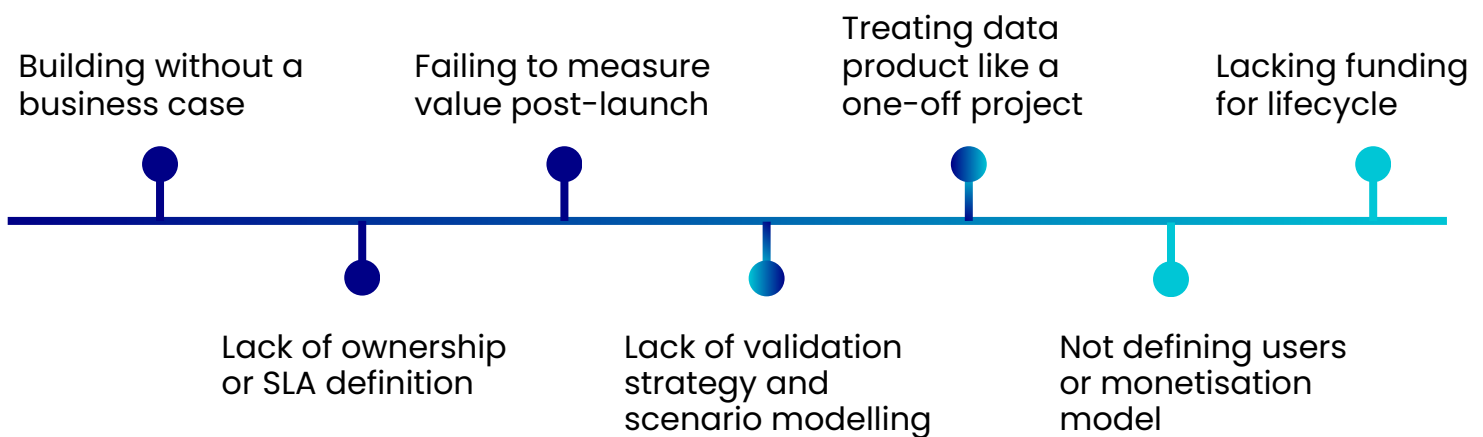 Building without a
business case
Failing to measure
value post-launch
Treating data
product like a
one-off project
Lacking funding
for lifecycle
Lack of ownership
or SLA definition
Lack of validation
strategy and
scenario modelling
Not defining users
or monetisation
model